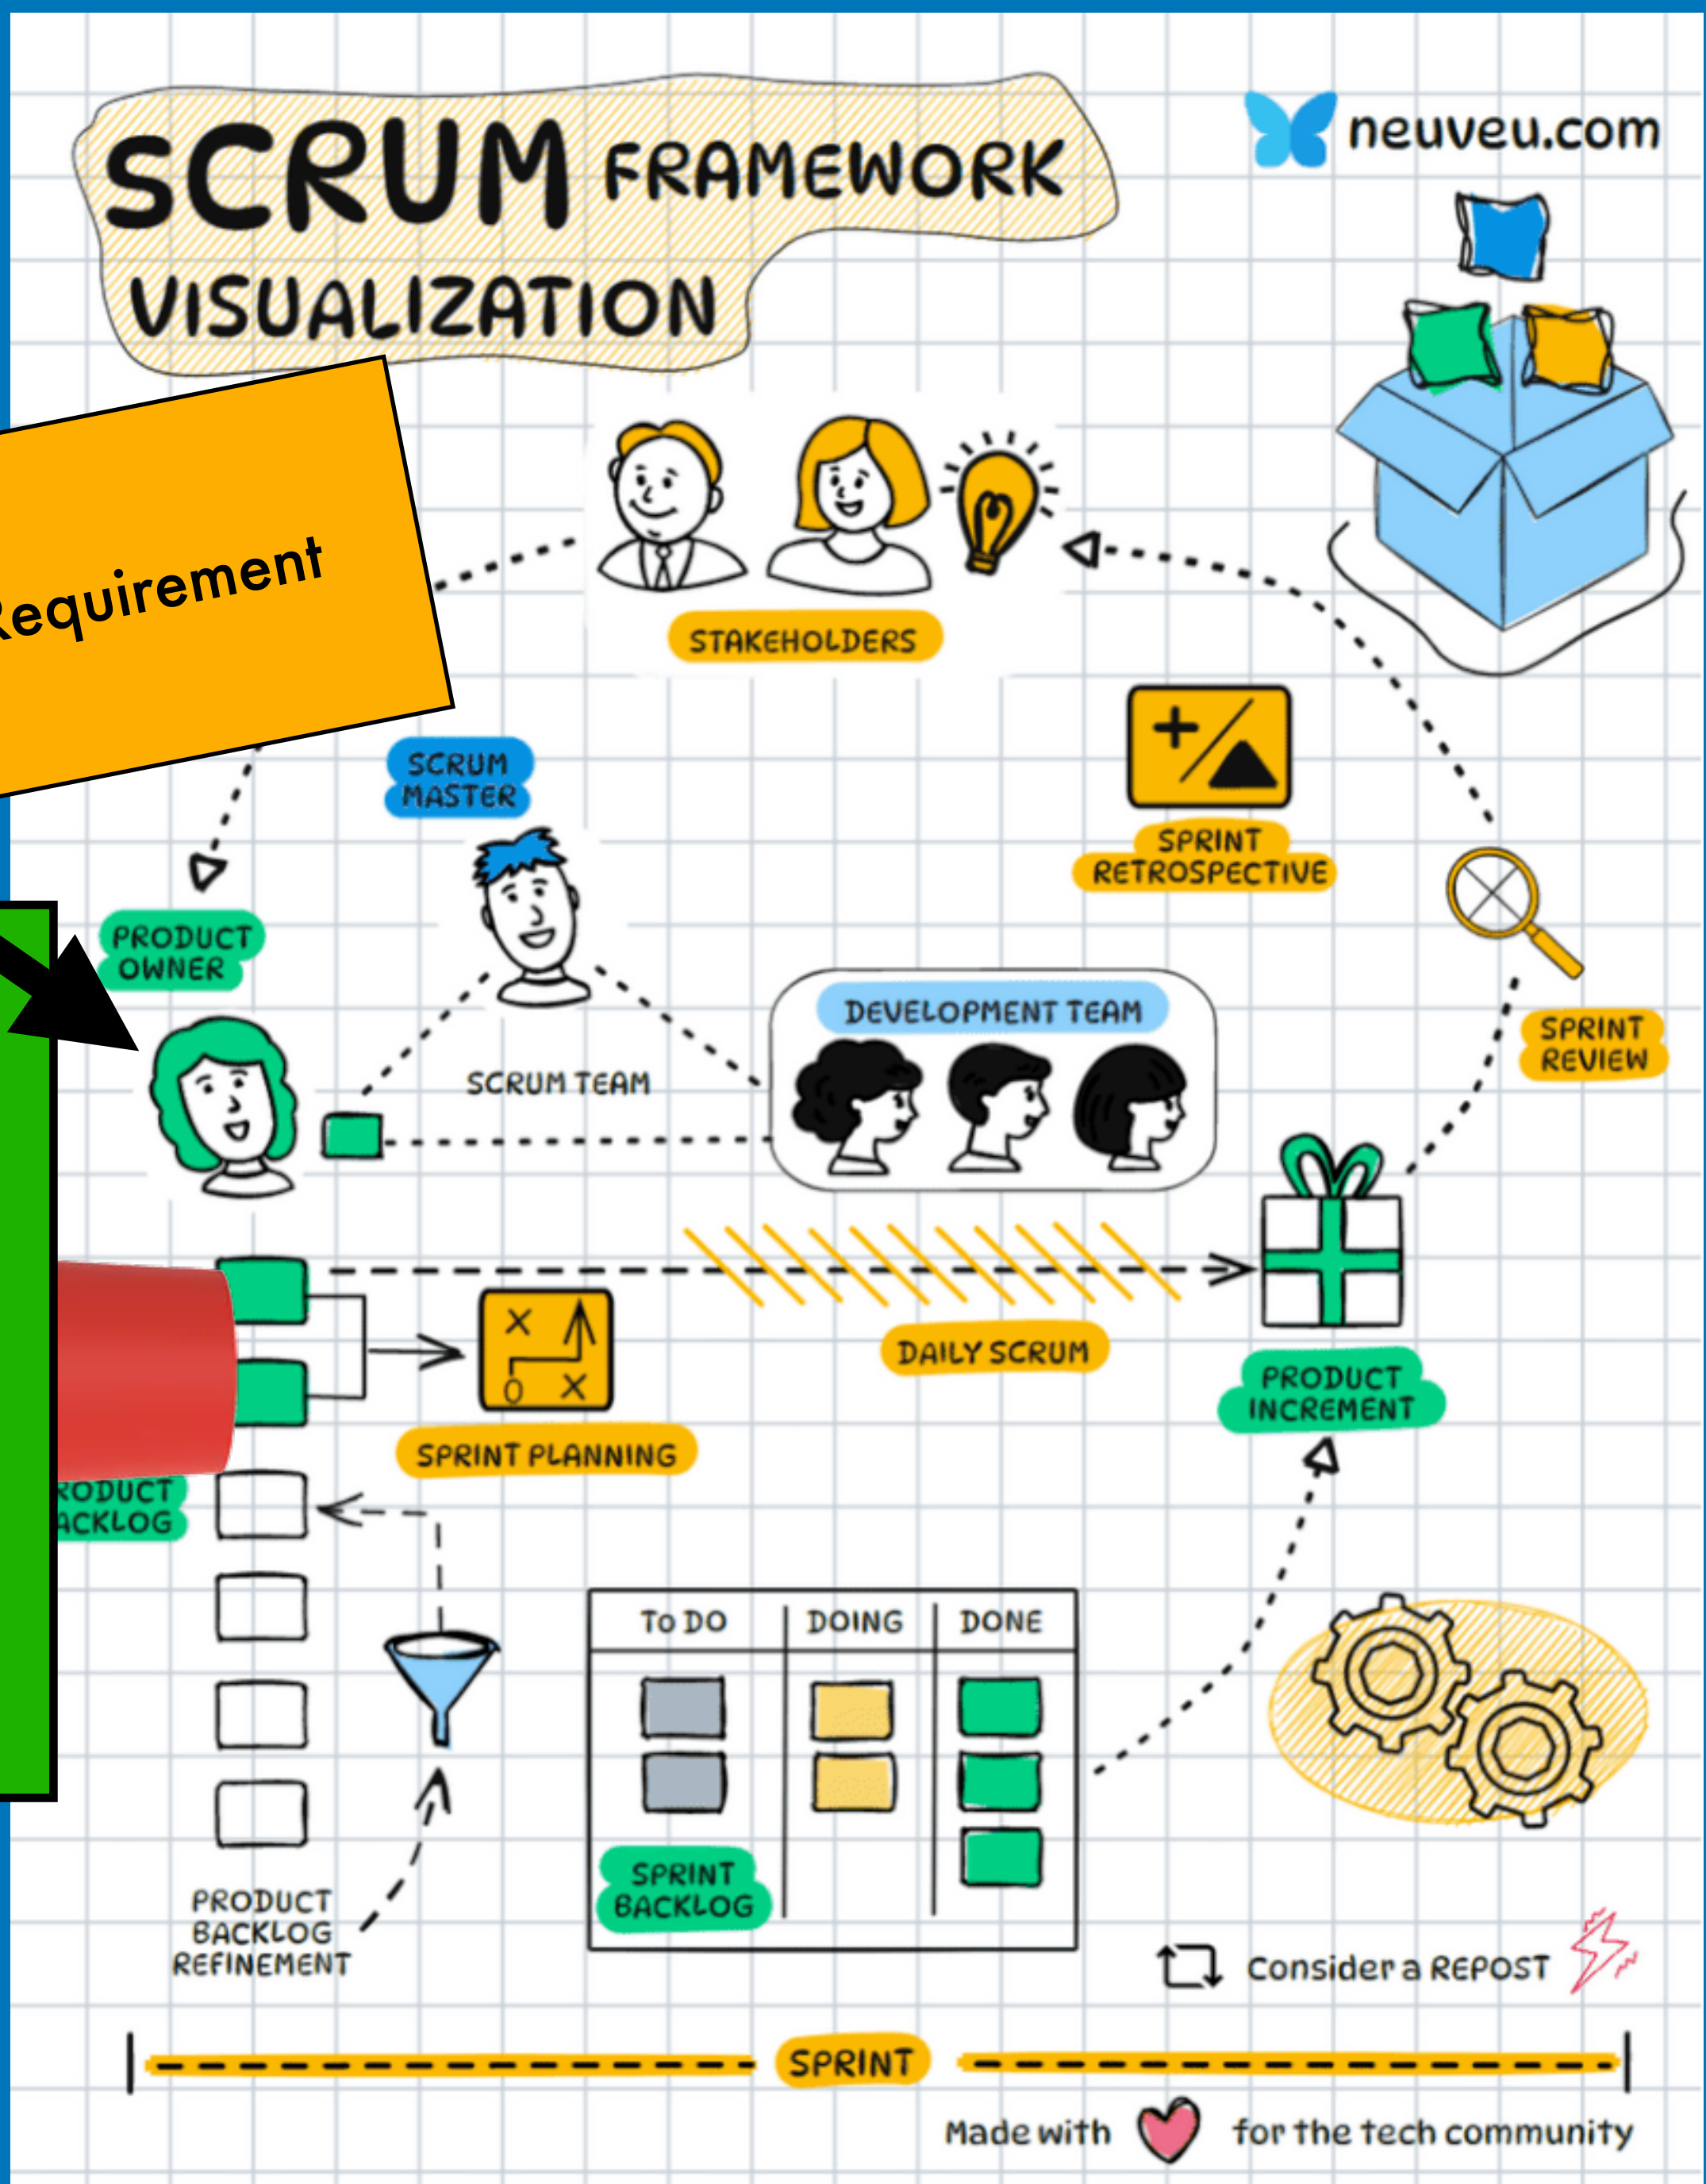 SCRUM FRAMEWORK
VISUALIZATION
neuveu.com
Requirement
STAKEHOLDERS
SCRUM
MASTER
SPRINT
RETROSPECTIVE
PRODUCT
OWNER
DEVELOPMENT TEAM
SCRUM TEAM
SPRINT
REVIEW
DAILY SCRUM
PRODUCT
INCREMENT
SPRINT PLANNING
RODUCT
ACKLOG
To DO DOING DONE
SPRINT
BACKLOG
PRODUCT
BACKLOG
REFINEMENT
Consider a REPOST
SPRINT
Made with for the tech community